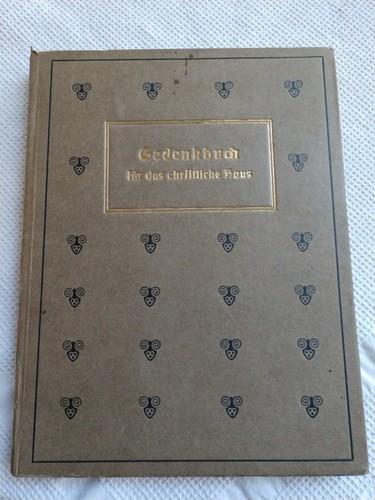 Gedenkbuch
für das christliche Haus